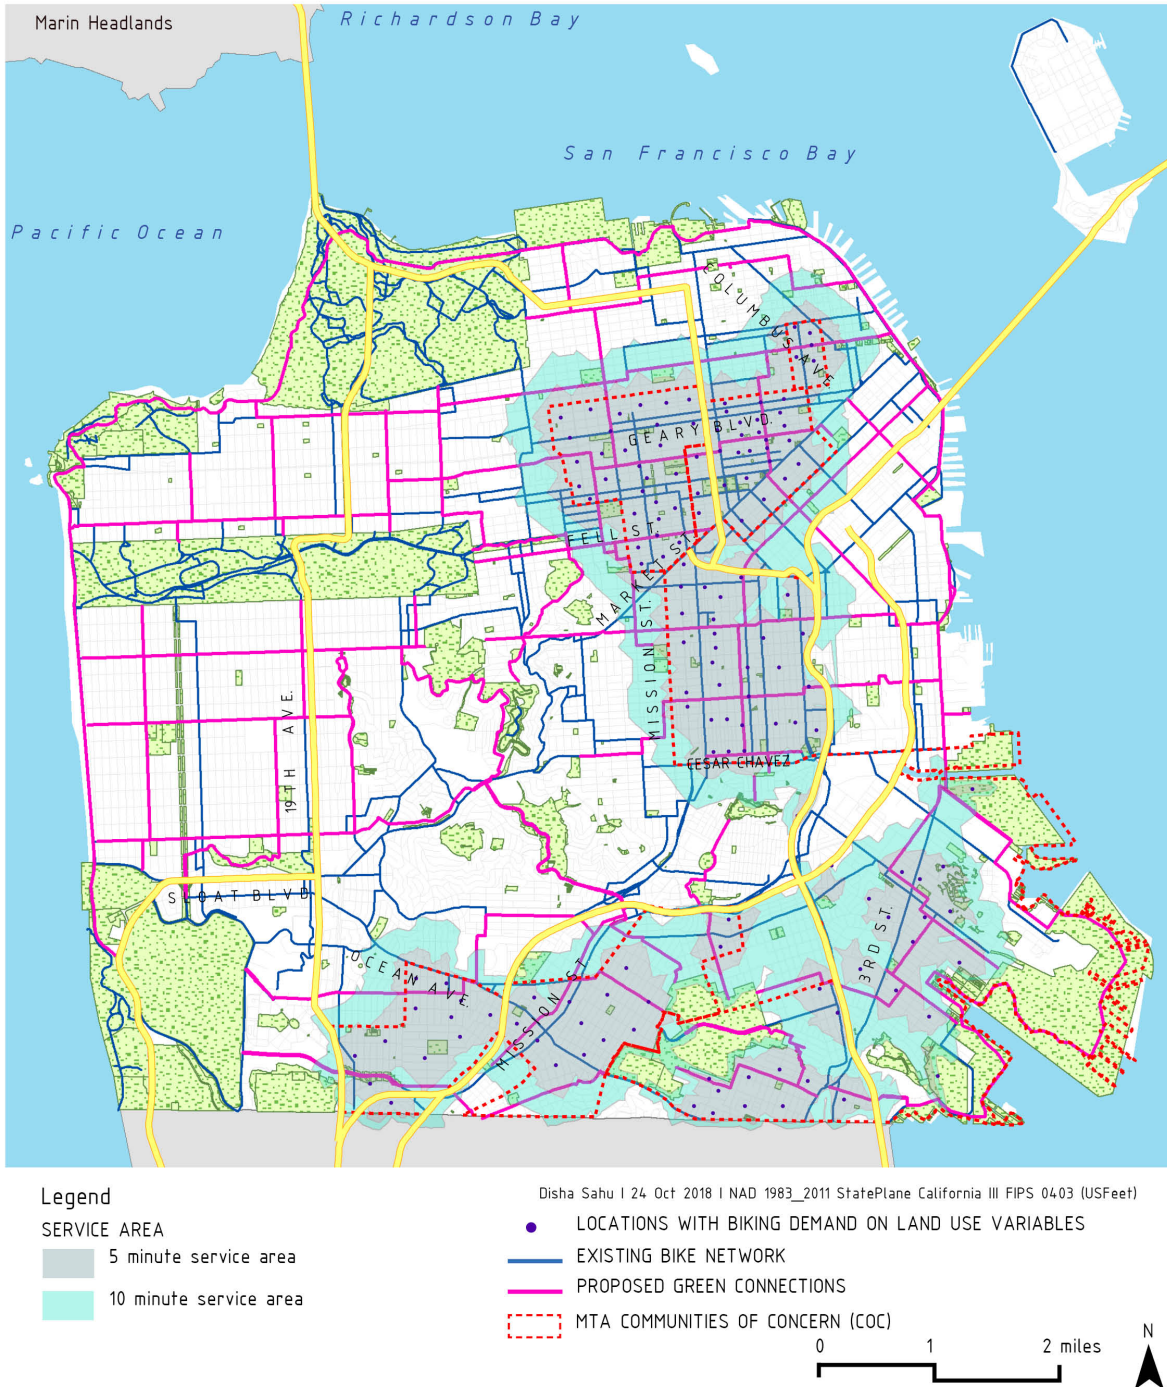 Marin Headlands
Richardson Bay
San Francisco Bay
Pacific Ocean
COLUMBUS AVE
GEARY BLVD.
FELL ST.
MARKET ST.
MISSION ST.
19TH AVE.
CESAR CHAVEZ
SLOAT BLVD
OCEAN AVE.
MISSION ST
3RD ST.
Legend
SERVICE AREA
5 minute service area
10 minute service area
Disha Sahu I 24 Oct 2018 I NAD 1983_2011 StatePlane California III FIPS 0403 (USFeet)
LOCATIONS WITH BIKING DEMAND ON LAND USE VARIABLES
EXISTING BIKE NETWORK
PROPOSED GREEN CONNECTIONS
MTA COMMUNITIES OF CONCERN (COC)
0 1 2 miles
N